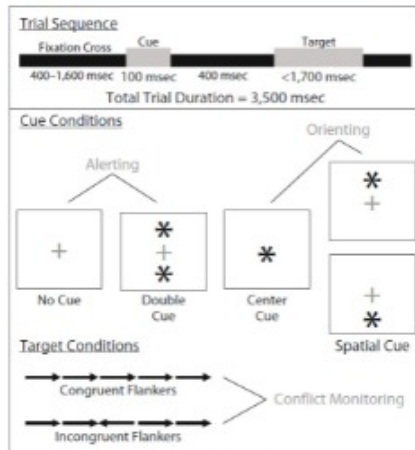 Trial Sequence
Fixation Cross Cue Target
400–1,600 msec 100 msec 400 msec <1,700 msec
Total Trial Duration = 3,500 msec
Cue Conditions
Alerting Orienting
No Cue Double Cue Center Cue Spatial Cue
Target Conditions
Congruent Flankers
Conflict Monitoring
Incongruent Flankers